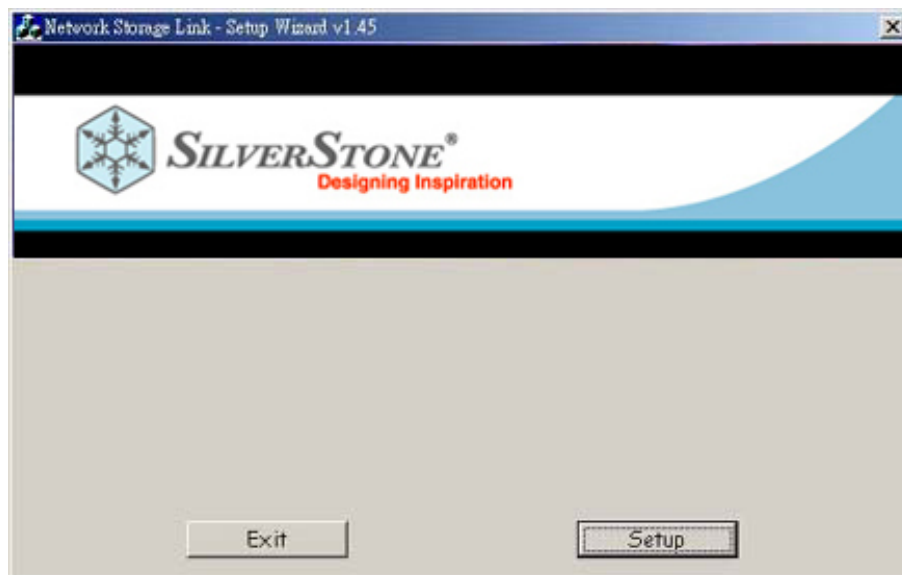 Network Storage Link - Setup Wizard v1.45
SILVERSTONE®
Designing Inspiration
Exit
Setup